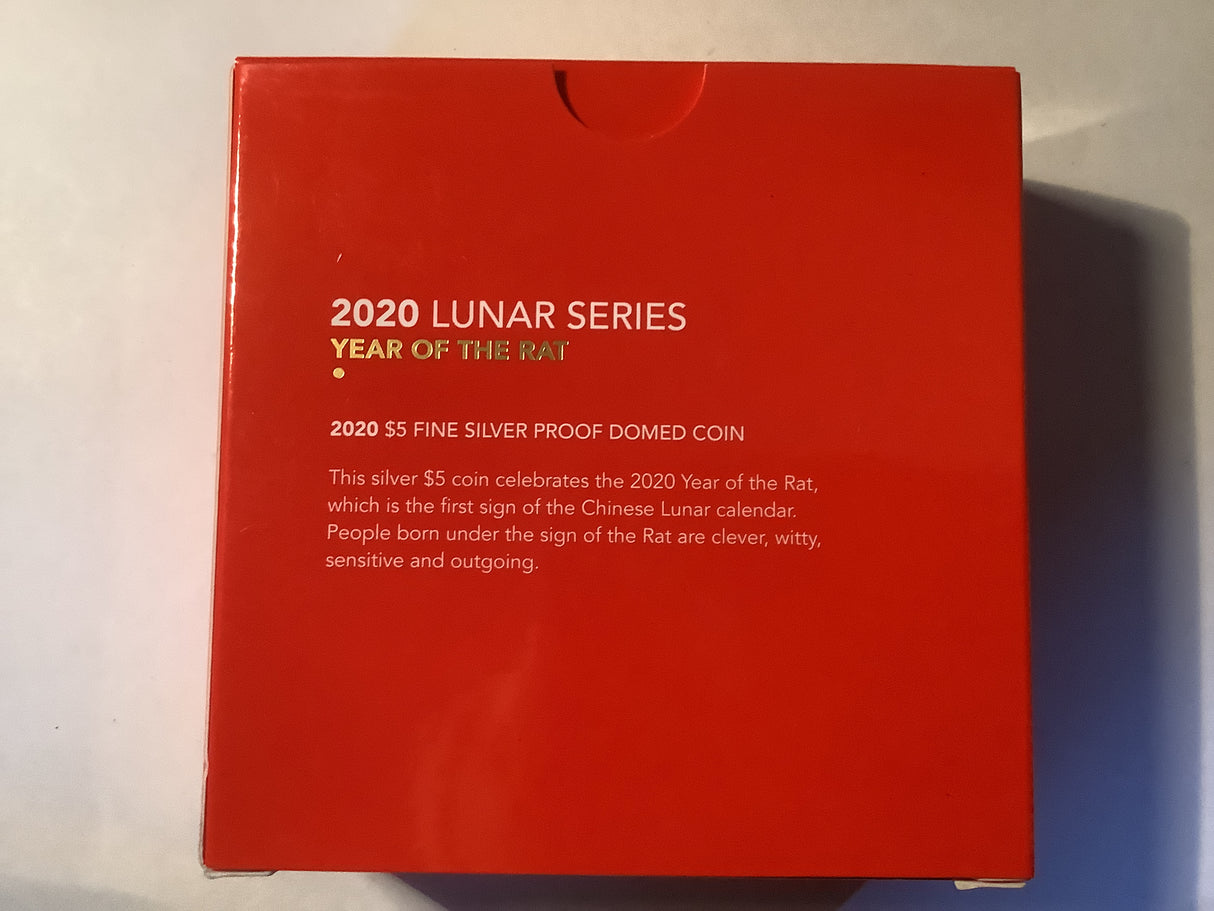 2020 LUNAR SERIES
YEAR OF THE RAT
2020 $5 FINE SILVER PROOF DOMED COIN
This silver $5 coin celebrates the 2020 Year of the Rat,
which is the first sign of the Chinese Lunar calendar.
People born under the sign of the Rat are clever, witty,
sensitive and outgoing.